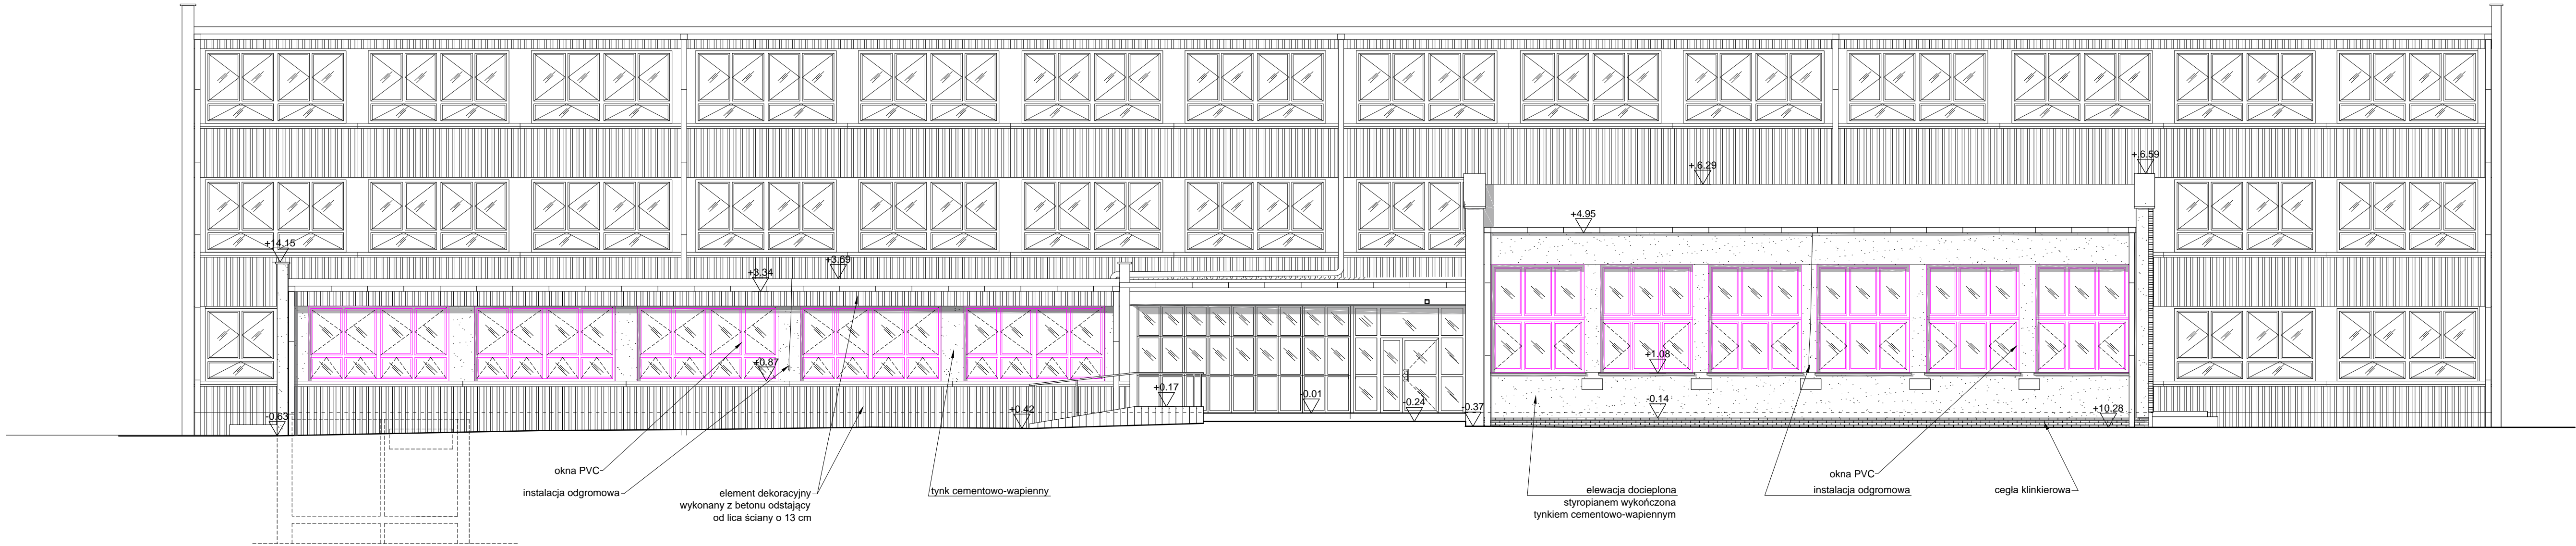 + 6.59
+ 6.29
+4.95
+14.15
+3.69
+3.34
+1.08
+0.87
+0.17
-0.01
-0.14
-0.24
-0.37
+0.42
-0.63
+10.28
okna PVC
instalacja odgromowa
element dekoracyjny
wykonany z betonu odstający
od lica ściany o 13 cm
tynk cementowo-wapienny
elewacja docieplona
styropianem wykończona
tynkiem cementowo-wapiennym
okna PVC
instalacja odgromowa
cegła klinkierowa